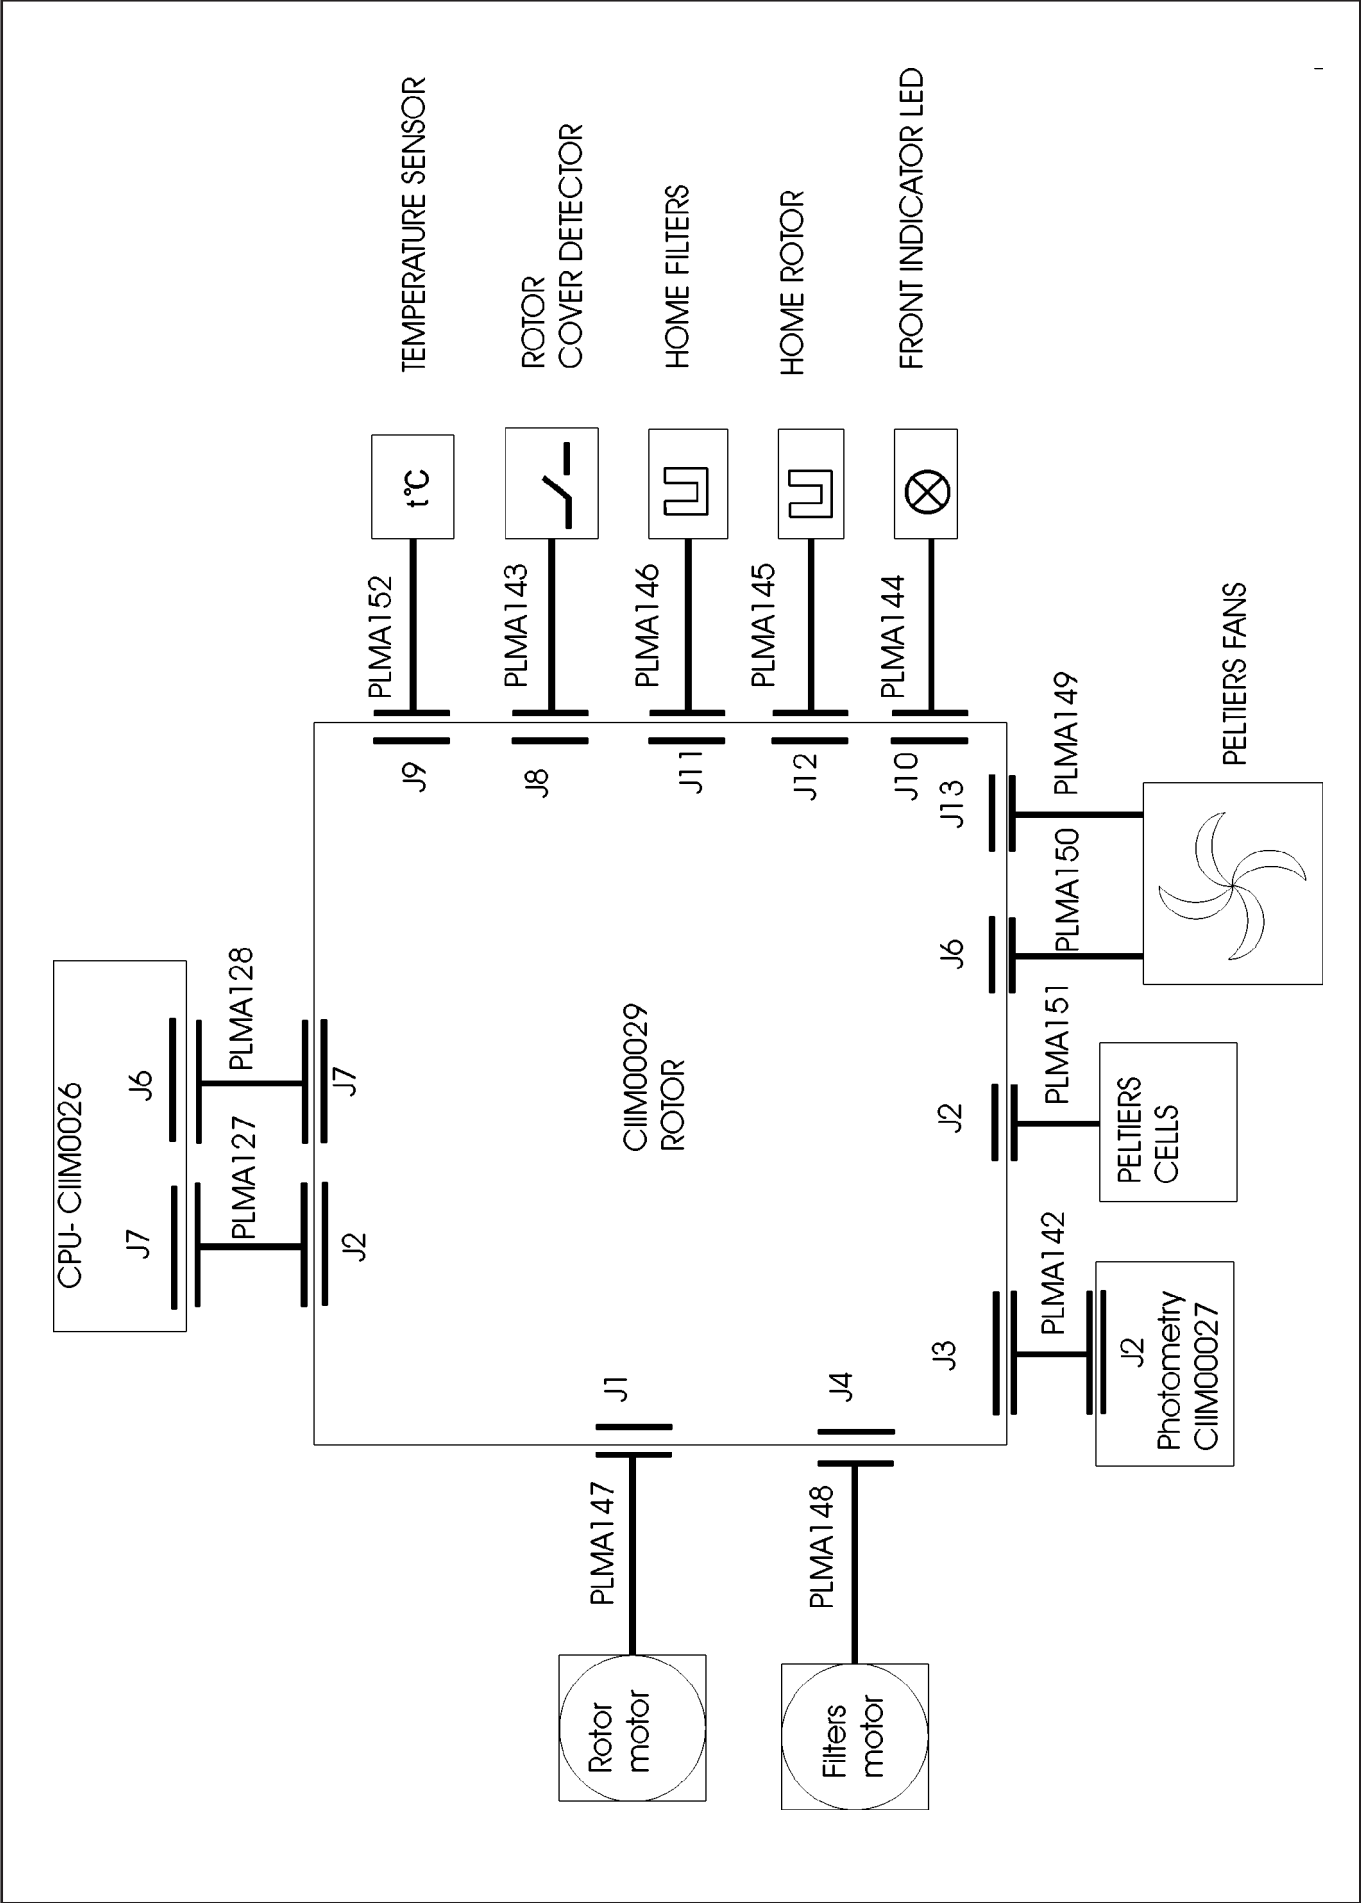 CPU- CIIM0026
J7
J6
PLMA127
PLMA128
J2
J7
Rotor
motor
PLMA147
J1
Filters
motor
PLMA148
J4
CIIM00029
ROTOR
J9
PLMA152
t°C
TEMPERATURE SENSOR
J8
PLMA143
ROTOR
COVER DETECTOR
J11
PLMA146
HOME FILTERS
J12
PLMA145
HOME ROTOR
J10
PLMA144
FRONT INDICATOR LED
J3
PLMA142
J2
Photometry
CIIM00027
J2
PLMA151
PELTIERS
CELLS
J6
PLMA150
J13
PLMA149
PELTIERS FANS